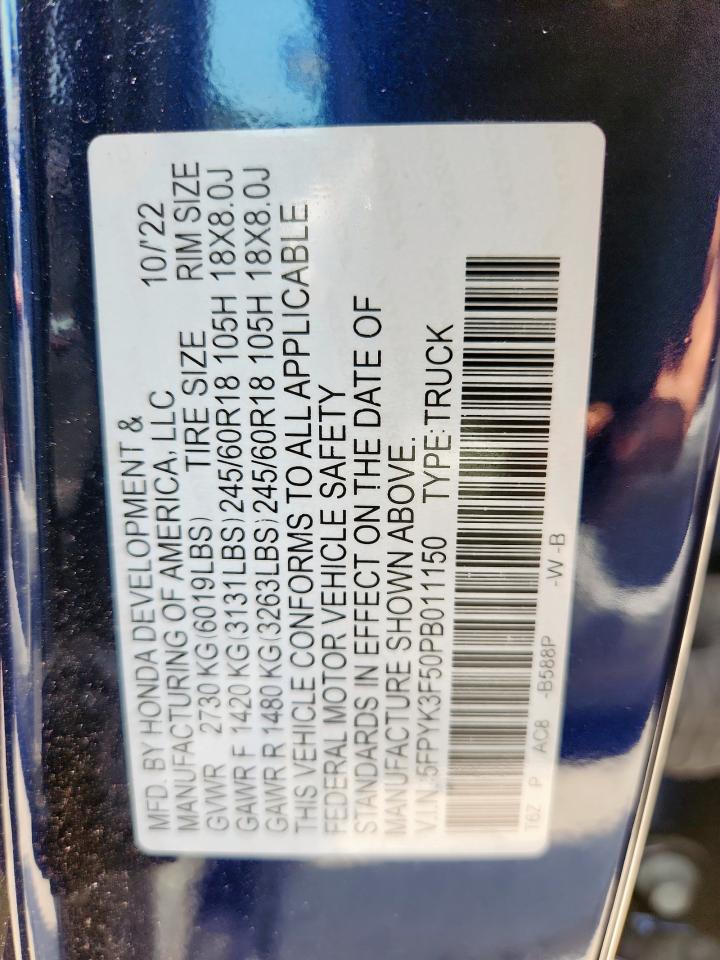 MFD. BY HONDA DEVELOPMENT &
MANUFACTURING OF AMERICA, LLC 10/'22
GVWR 2730 KG(6019LBS) TIRE SIZE RIM SIZE
GAWR F 1420 KG(3131LBS) 245/60R18 105H 18X8.0J
GAWR R 1480 KG(3263LBS) 245/60R18 105H 18X8.0J
THIS VEHICLE CONFORMS TO ALL APPLICABLE
FEDERAL MOTOR VEHICLE SAFETY
STANDARDS IN EFFECT ON THE DATE OF
MANUFACTURE SHOWN ABOVE.
V.I.N.: 5FPYK3F50PB011150 TYPE: TRUCK
T6Z P AC8 -B588P -W -B